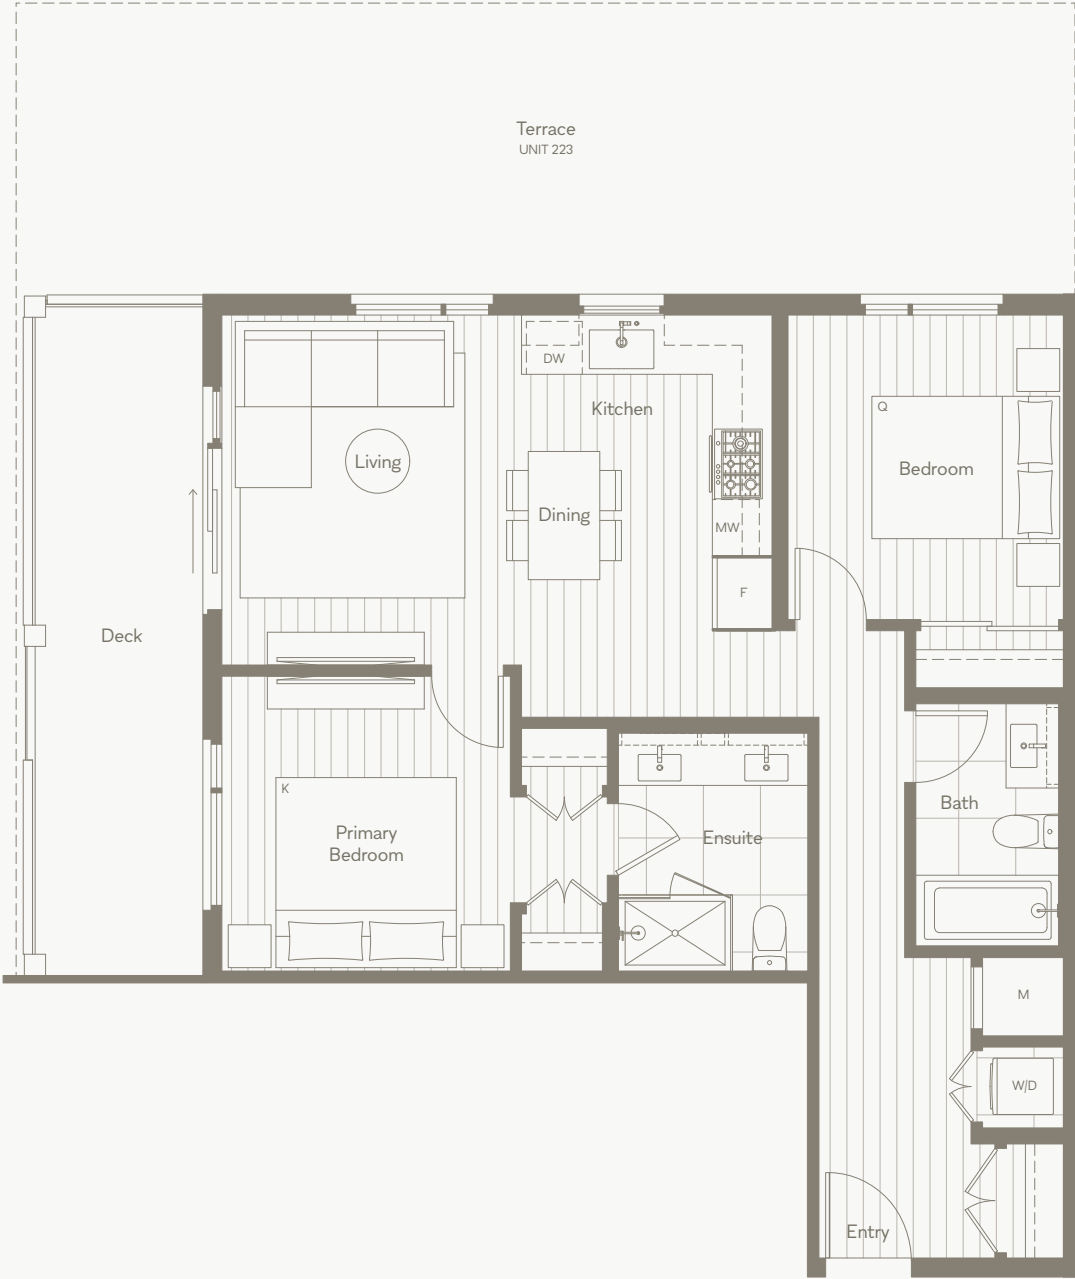 Terrace
UNIT 223
DW
Kitchen
Q
Living
Bedroom
Dining
MW
F
Deck
K
Primary
Bedroom
Ensuite
Bath
M
W/D
Entry